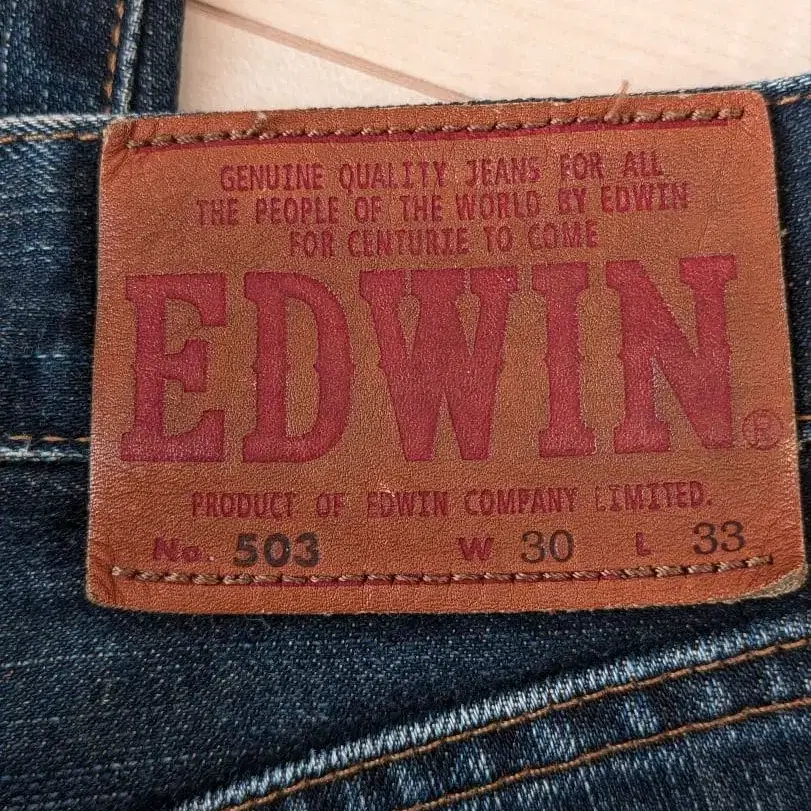 GENUINE QUALITY JEANS FOR ALL
THE PEOPLE OF THE WORLD BY EDWIN
FOR CENTURIE TO COME
EDWIN®
PRODUCT OF EDWIN COMPANY LIMITED.
No. 503 W 30 L 33